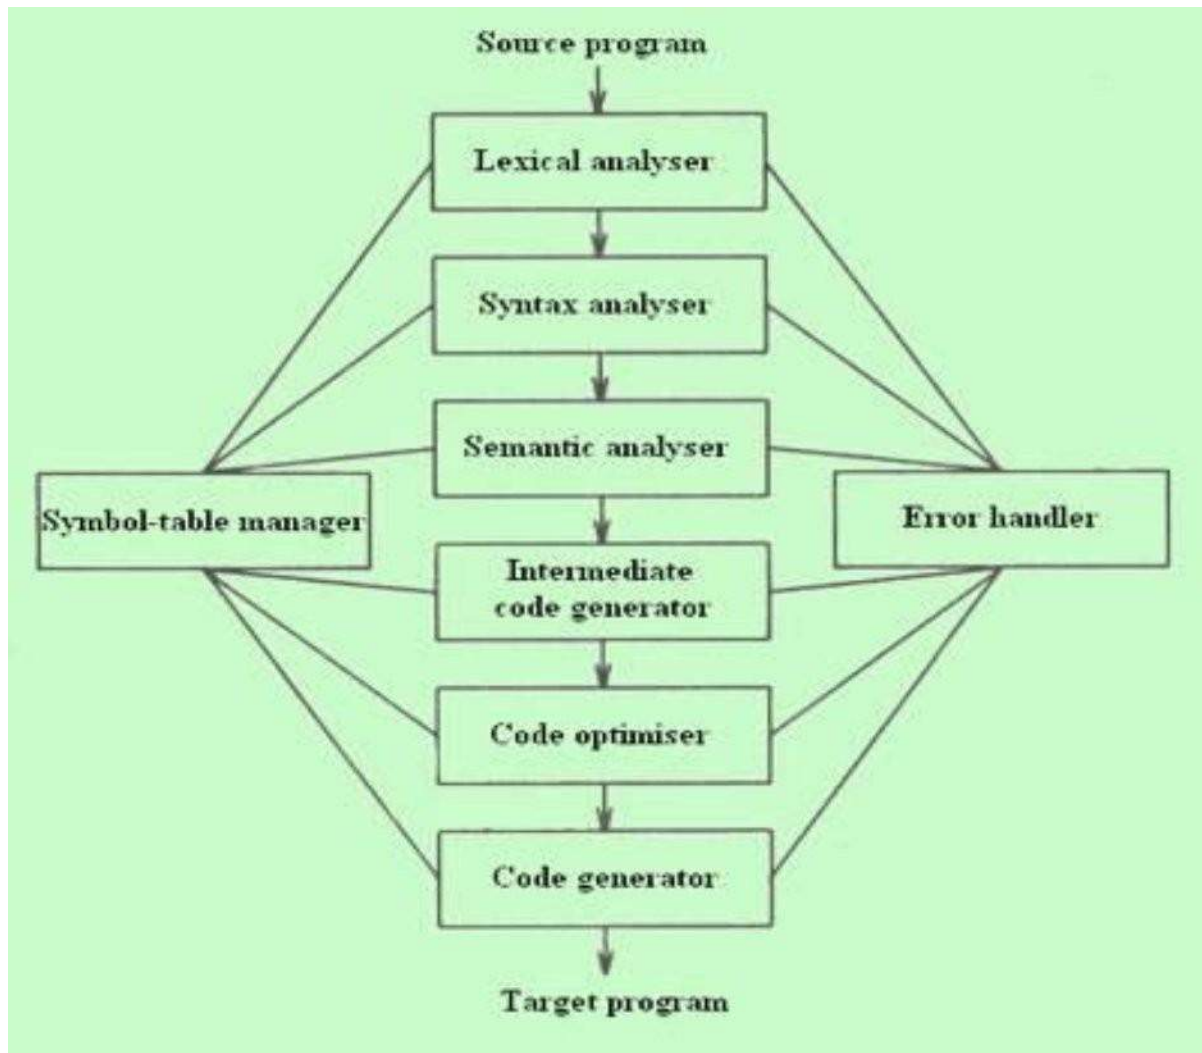 Source program
Lexical analyser
Syntax analyser
Semantic analyser
Symbol-table manager
Error handler
Intermediate
code generator
Code optimiser
Code generator
Target program